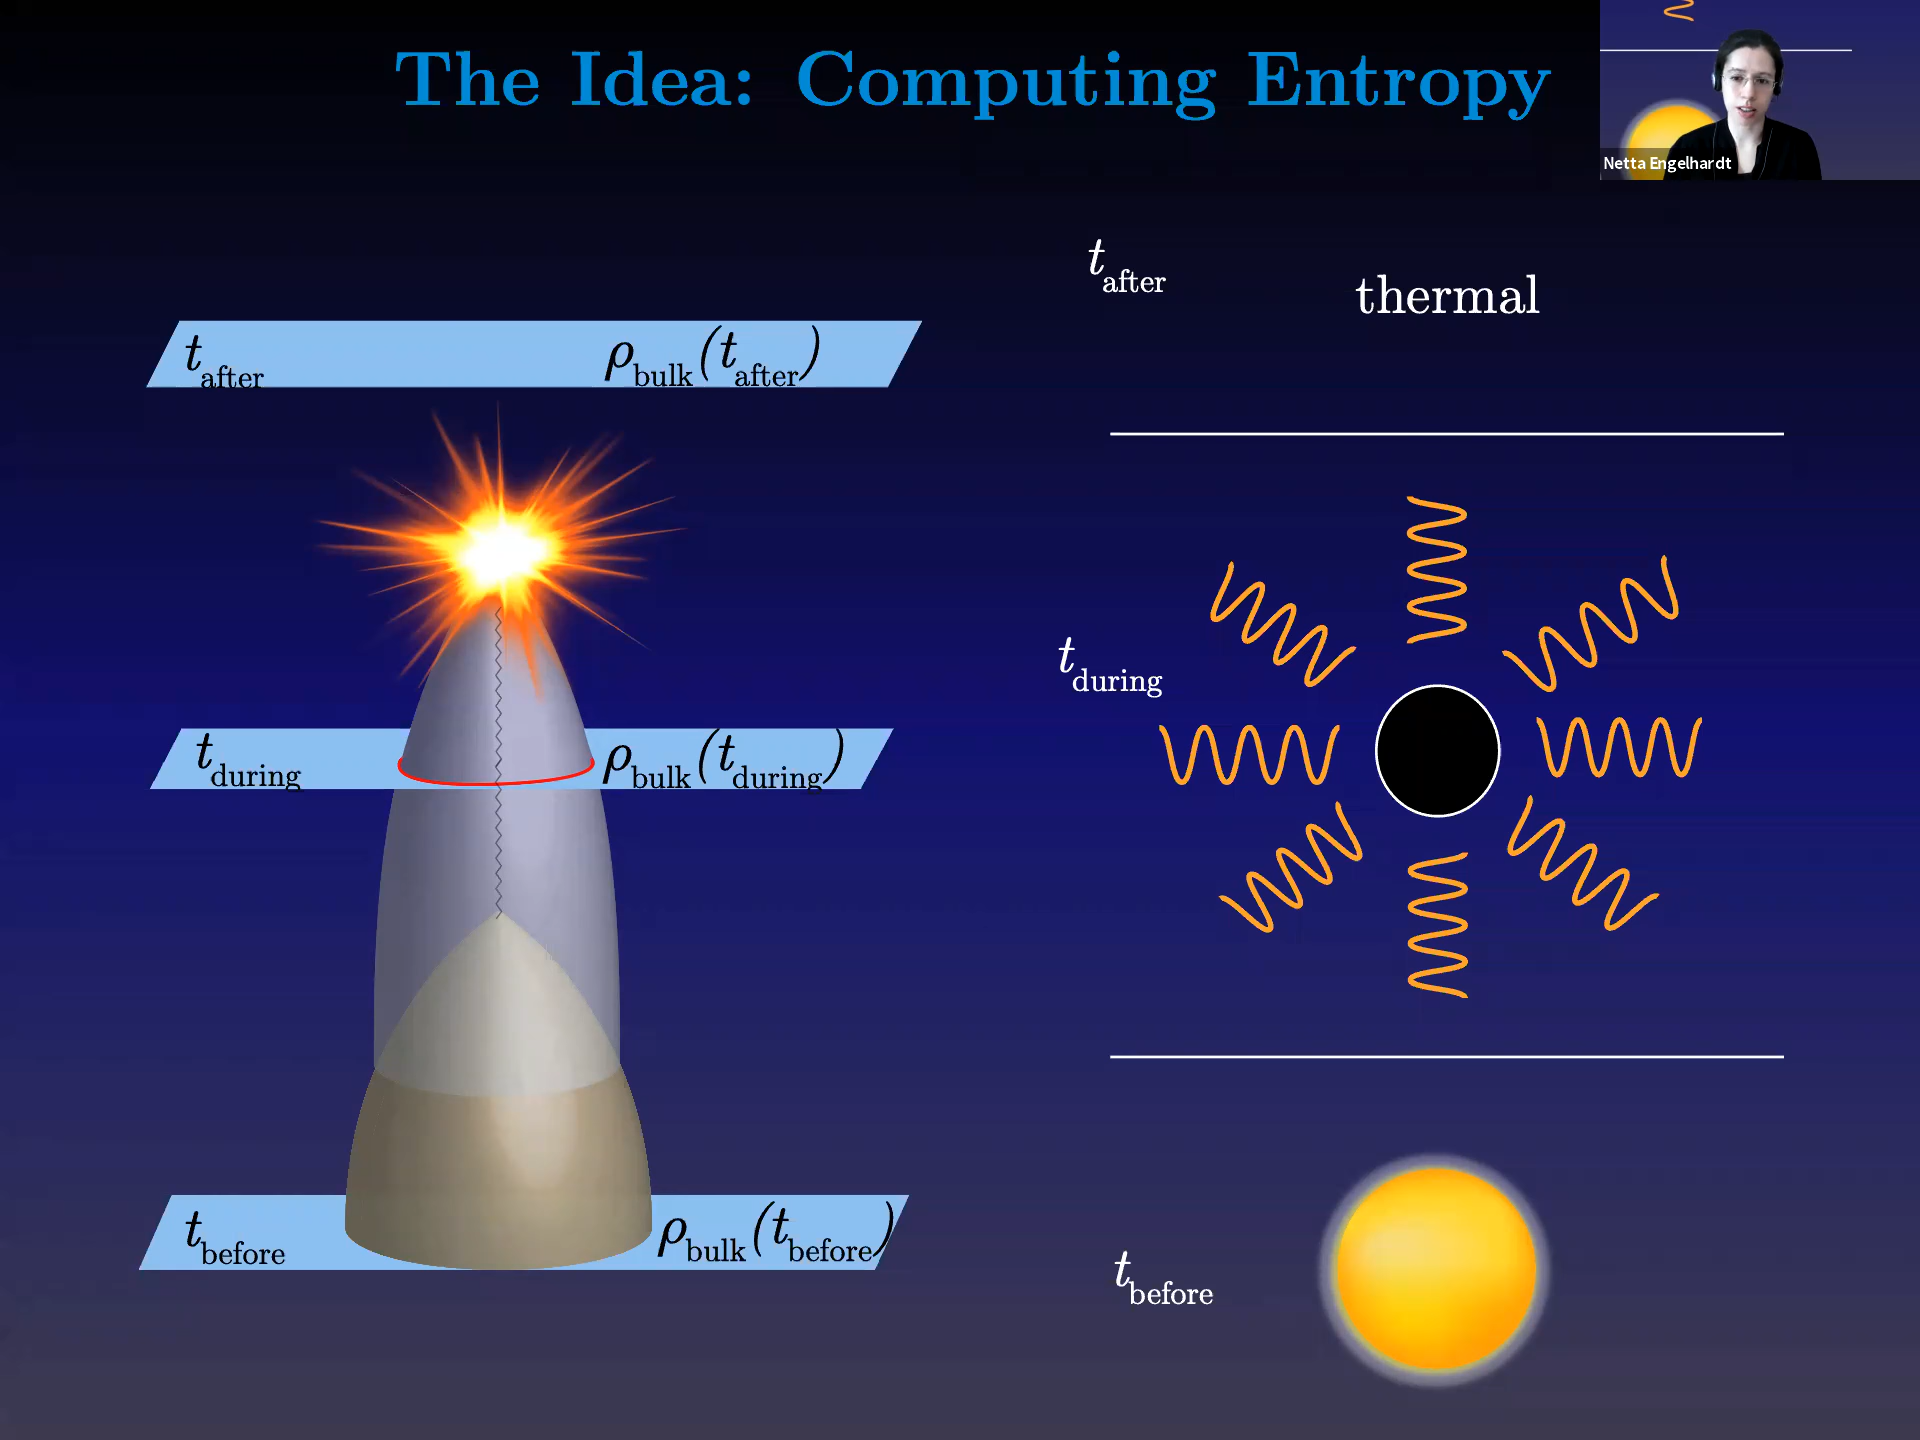 The Idea: Computing Entropy
Netta Engelhardt
t_after
thermal
t_after ρ_bulk(t_after)
t_during
t_during ρ_bulk(t_during)
t_before ρ_bulk(t_before)
t_before